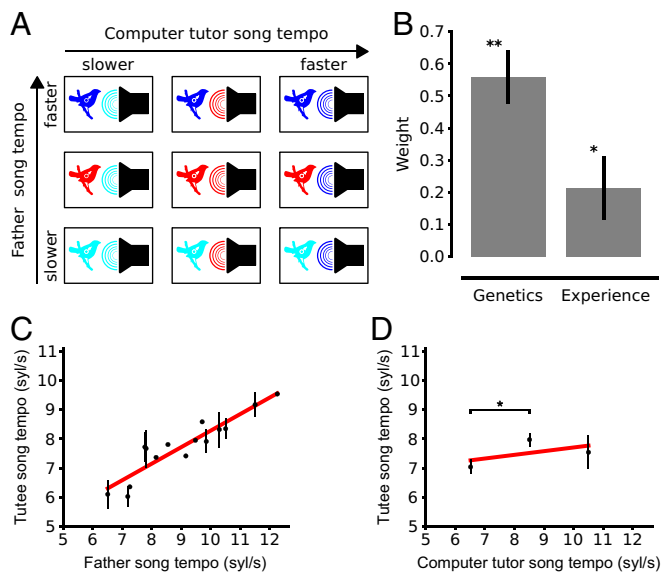 A
Computer tutor song tempo
slower
faster
Father song tempo
faster
slower
B
Weight
0.7
0.6
0.5
0.4
0.3
0.2
0.1
0.0
**
*
Genetics
Experience
C
Tutee song tempo (syl/s)
11
10
9
8
7
6
5
5 6 7 8 9 10 11 12
Father song tempo (syl/s)
D
Tutee song tempo (syl/s)
11
10
9
8
7
6
5
*
5 6 7 8 9 10 11 12
Computer tutor song tempo (syl/s)